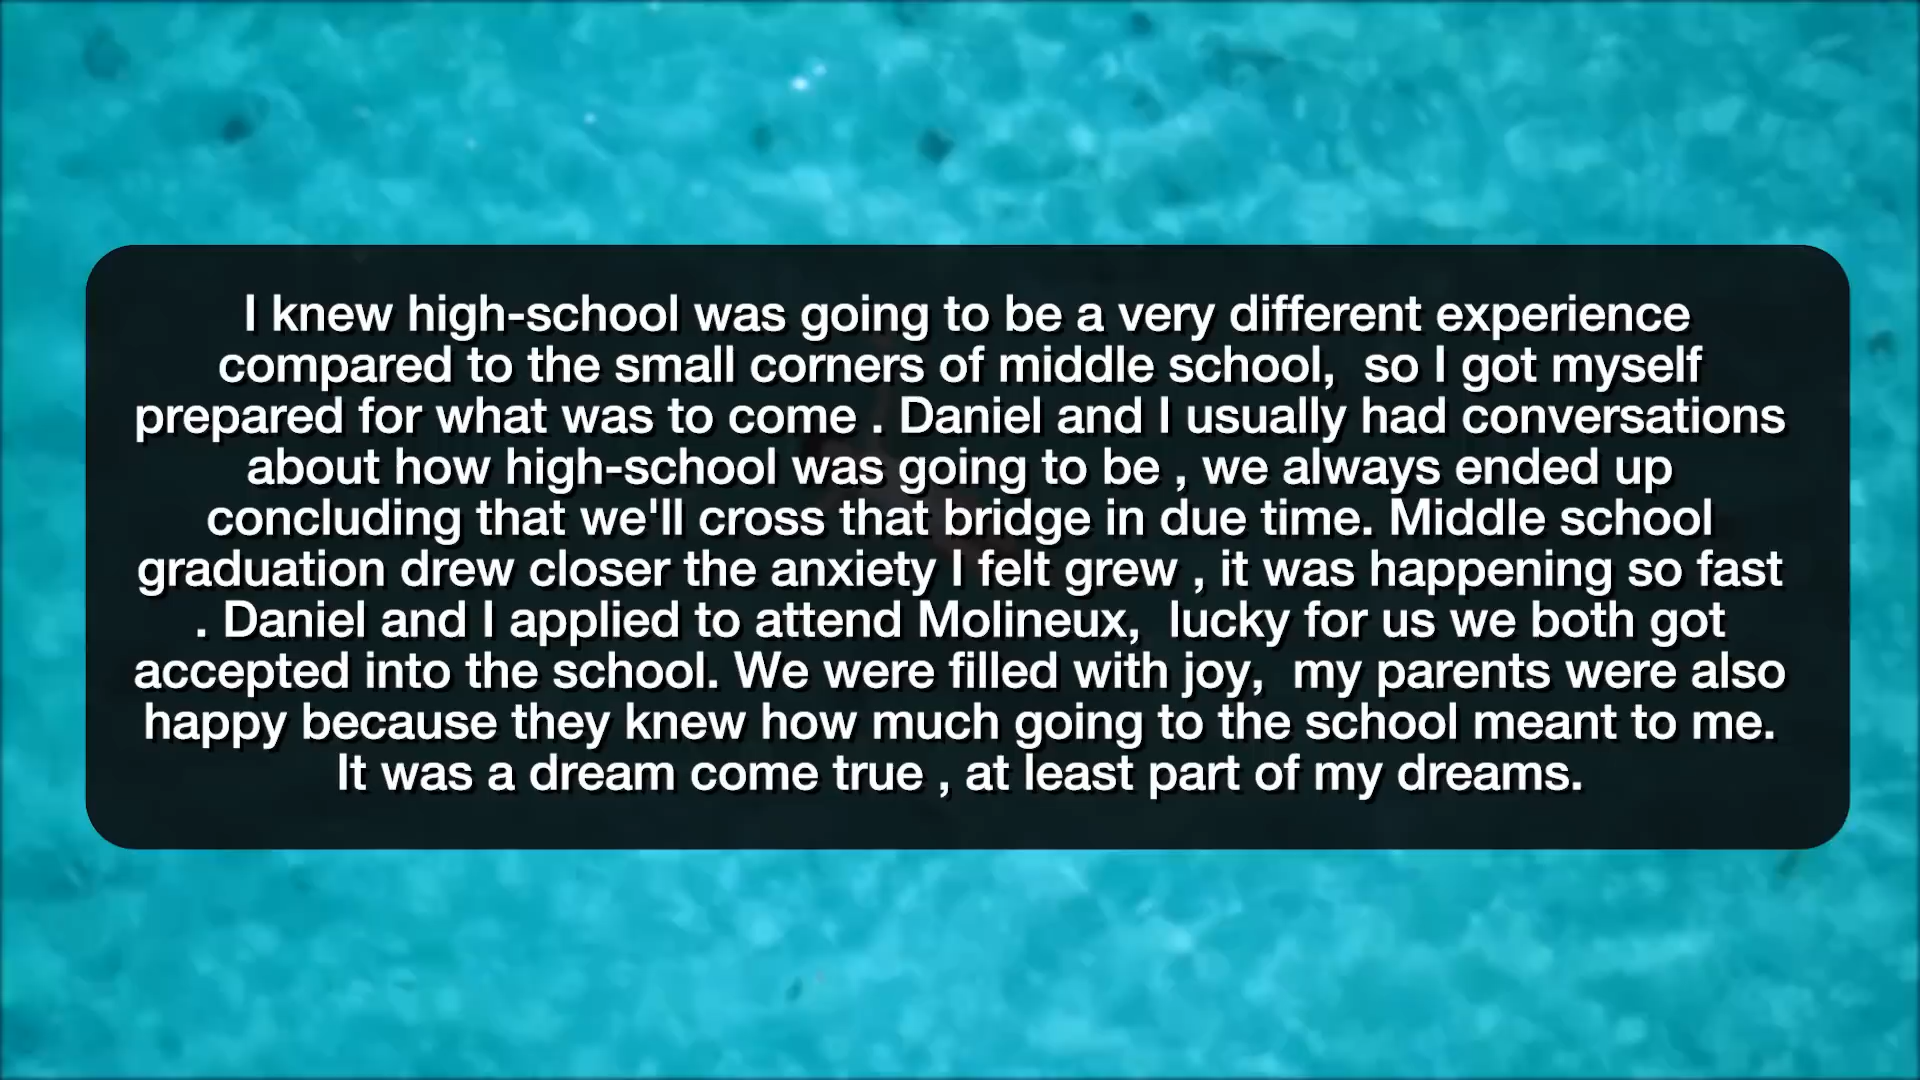 I knew high-school was going to be a very different experience
compared to the small corners of middle school,  so I got myself
prepared for what was to come . Daniel and I usually had conversations
about how high-school was going to be , we always ended up
concluding that we'll cross that bridge in due time. Middle school
graduation drew closer the anxiety I felt grew , it was happening so fast
. Daniel and I applied to attend Molineux,  lucky for us we both got
accepted into the school. We were filled with joy,  my parents were also
happy because they knew how much going to the school meant to me.
It was a dream come true , at least part of my dreams.